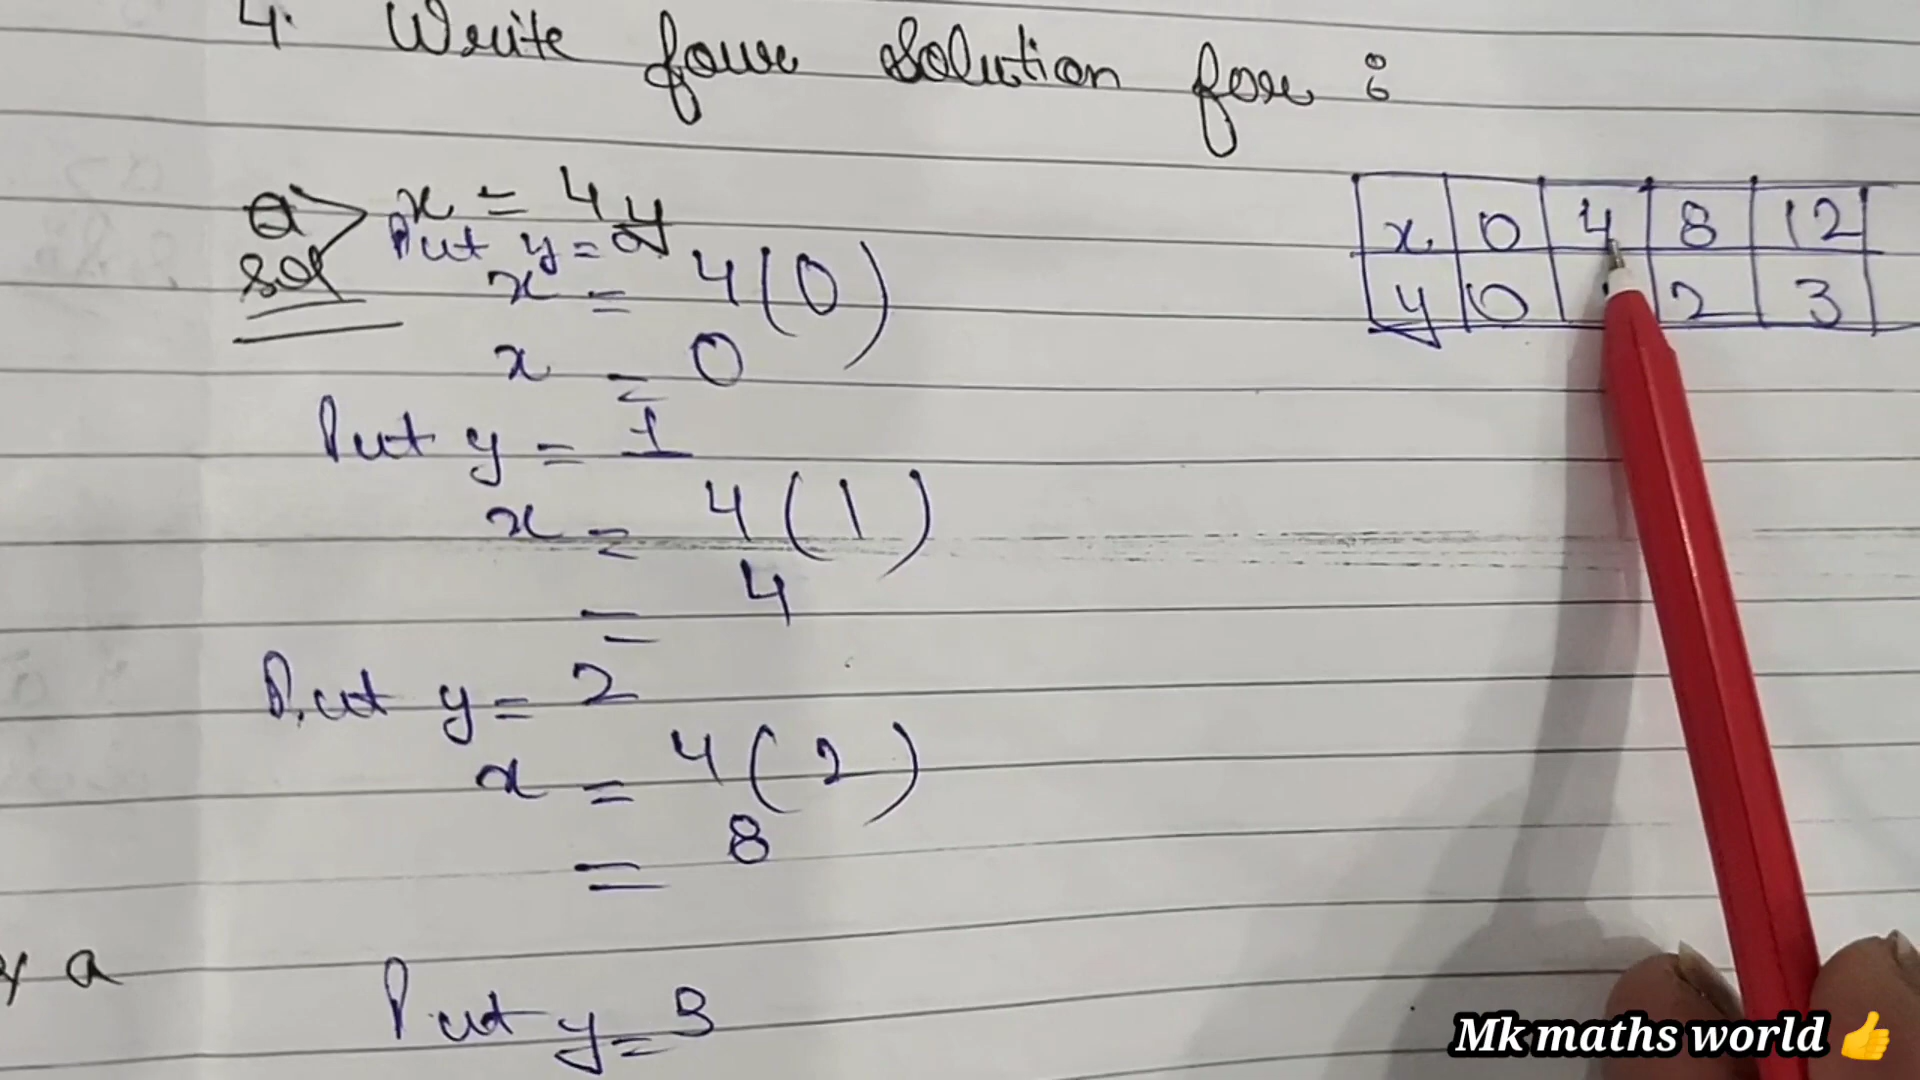 4. Write four solution for :
a> x = 4y
sol Put y = 0
x = 4(0)
x = 0
Put y = 1
x = 4(1)
= 4
Put y = 2
x = 4(2)
= 8
a
Put y = 3
x 0 4 8 12
y 0 2 3
Mk maths world 👍